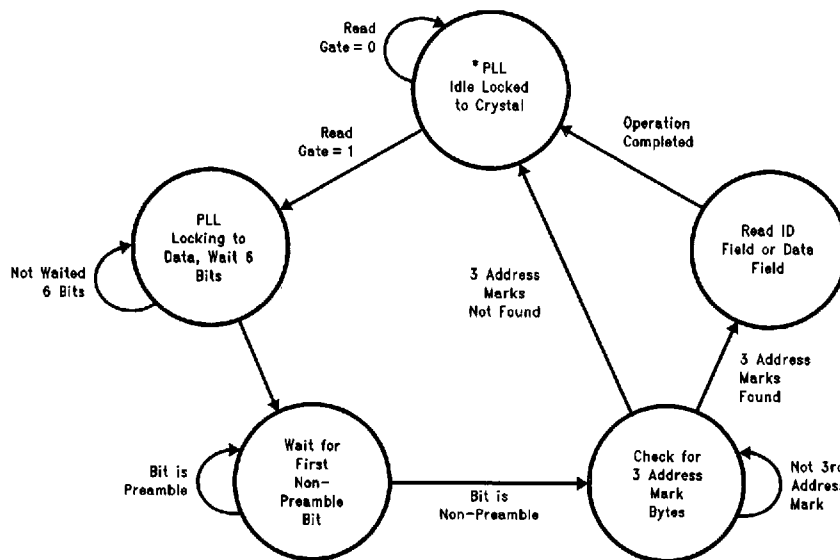 Read
Gate = 0
*PLL
Idle Locked
to Crystal
Read
Gate = 1
Operation
Completed
PLL
Locking to
Data, Wait 6
Bits
Not Waited
6 Bits
Read ID
Field or Data
Field
3 Address
Marks
Not Found
3 Address
Marks
Found
Wait for
First
Non-
Preamble
Bit
Bit is
Preamble
Bit is
Non-Preamble
Check for
3 Address
Mark
Bytes
Not 3rd
Address
Mark